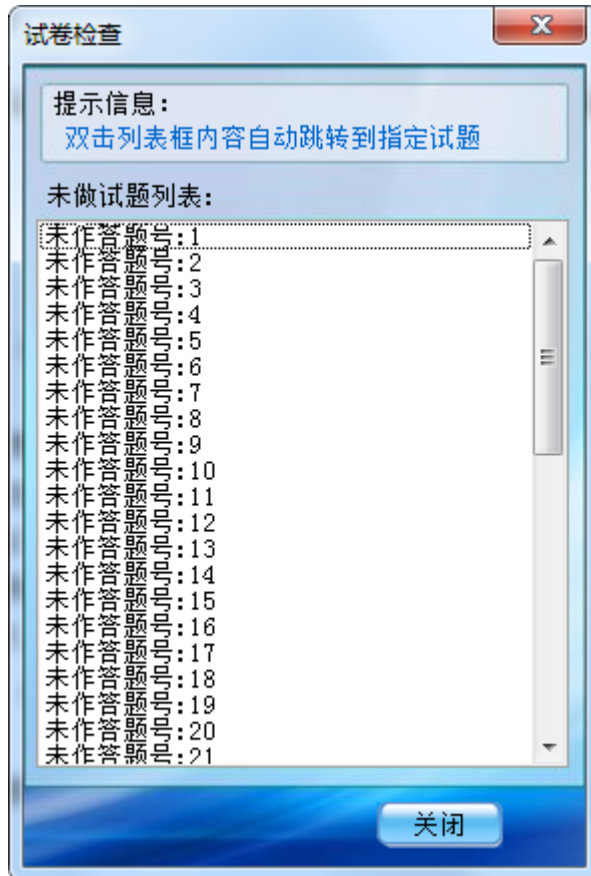 试卷检查
提示信息:
双击列表框内容自动跳转到指定试题
未做试题列表:
未作答题号:1
未作答题号:2
未作答题号:3
未作答题号:4
未作答题号:5
未作答题号:6
未作答题号:7
未作答题号:8
未作答题号:9
未作答题号:10
未作答题号:11
未作答题号:12
未作答题号:13
未作答题号:14
未作答题号:15
未作答题号:16
未作答题号:17
未作答题号:18
未作答题号:19
未作答题号:20
未作答题号:21
关闭